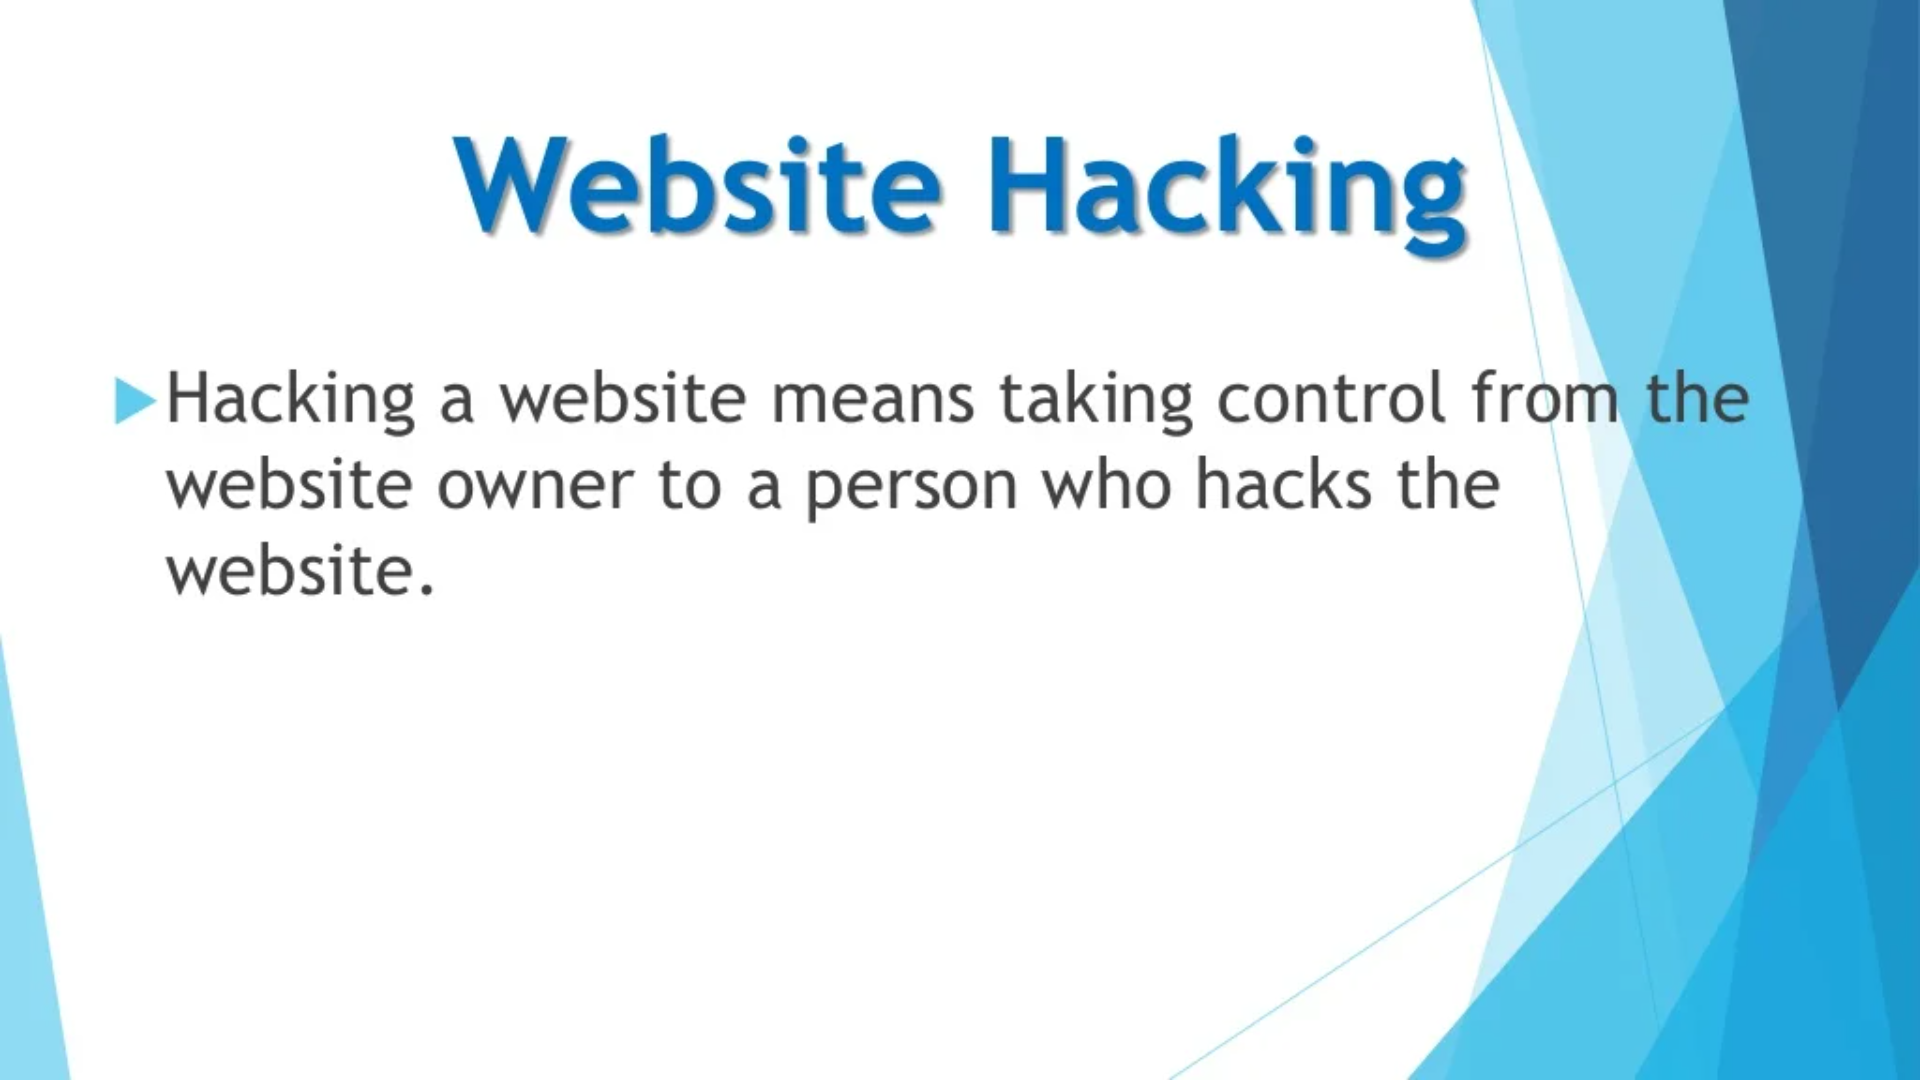 Website Hacking
Hacking a website means taking control from the
website owner to a person who hacks the
website.